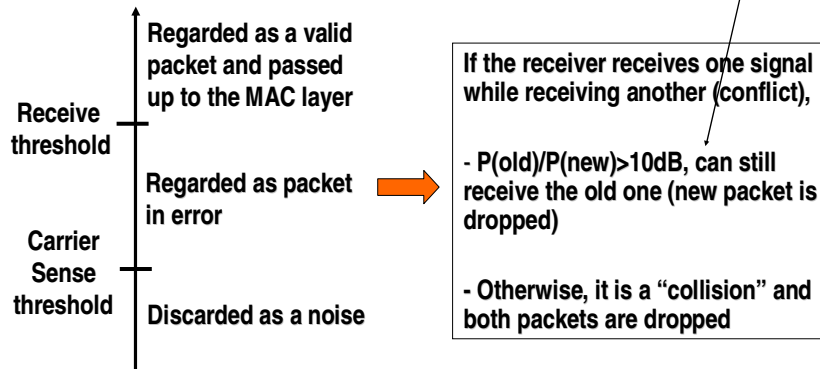 Regarded as a valid
packet and passed
up to the MAC layer
Receive
threshold
Regarded as packet
in error
Carrier
Sense
threshold
Discarded as a noise
If the receiver receives one signal
while receiving another (conflict),
- P(old)/P(new)>10dB, can still
receive the old one (new packet is
dropped)
- Otherwise, it is a “collision” and
both packets are dropped